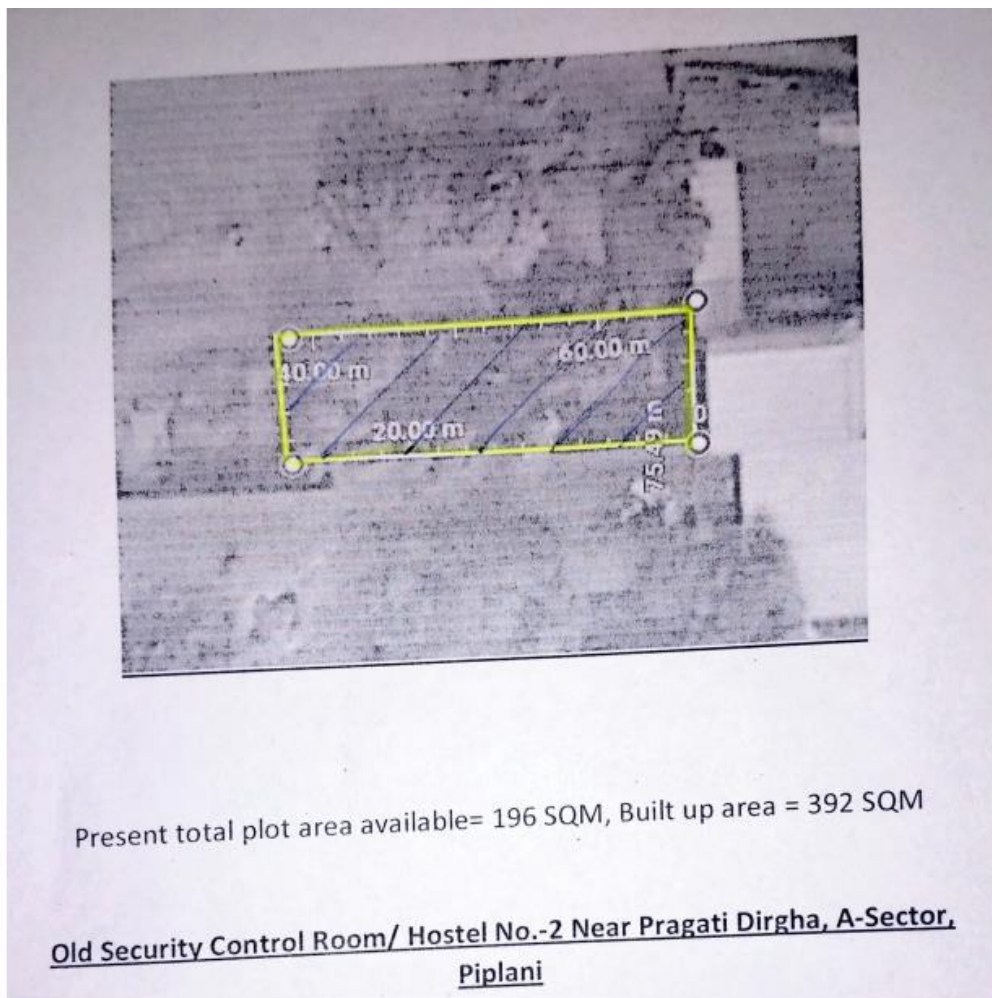 60.00 m
40.00 m
20.00 m
75.49 m
Present total plot area available= 196 SQM, Built up area = 392 SQM
Old Security Control Room/ Hostel No.-2 Near Pragati Dirgha, A-Sector,
Piplani